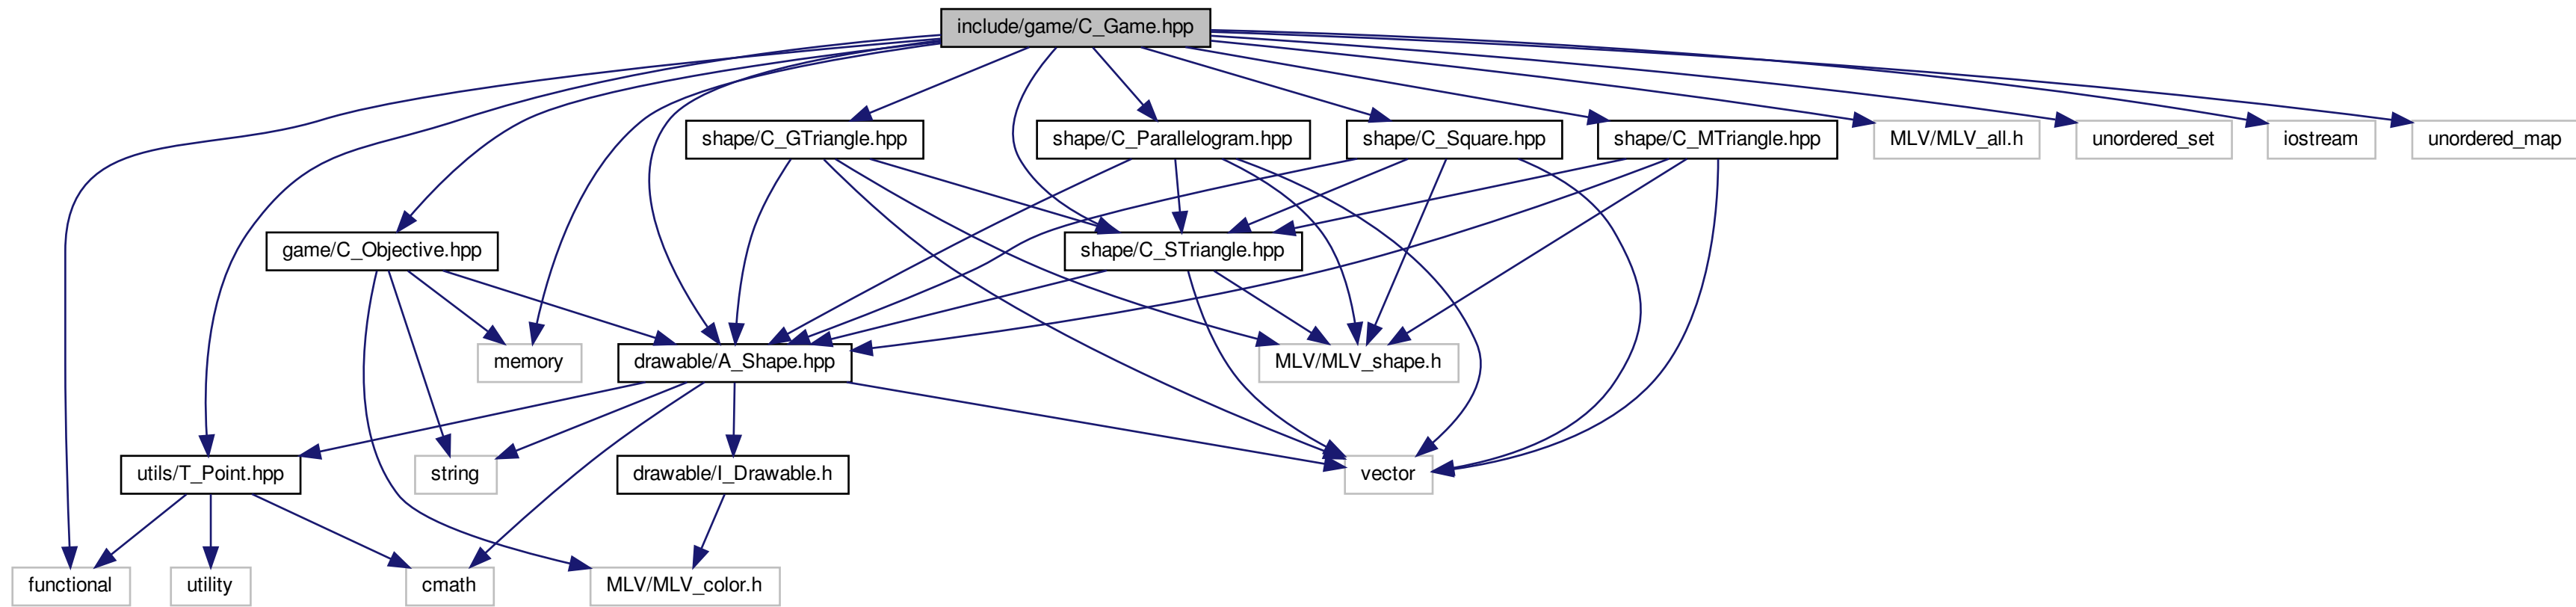 include/game/C_Game.hpp
shape/C_GTriangle.hpp
shape/C_Parallelogram.hpp
shape/C_Square.hpp
shape/C_MTriangle.hpp
MLV/MLV_all.h
unordered_set
iostream
unordered_map
game/C_Objective.hpp
shape/C_STriangle.hpp
memory
drawable/A_Shape.hpp
MLV/MLV_shape.h
utils/T_Point.hpp
string
drawable/I_Drawable.h
vector
functional
utility
cmath
MLV/MLV_color.h